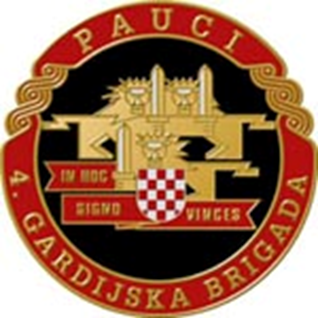 PAUCI
IN HOC
SIGNO VINCES
4. GARDIJSKA BRIGADA